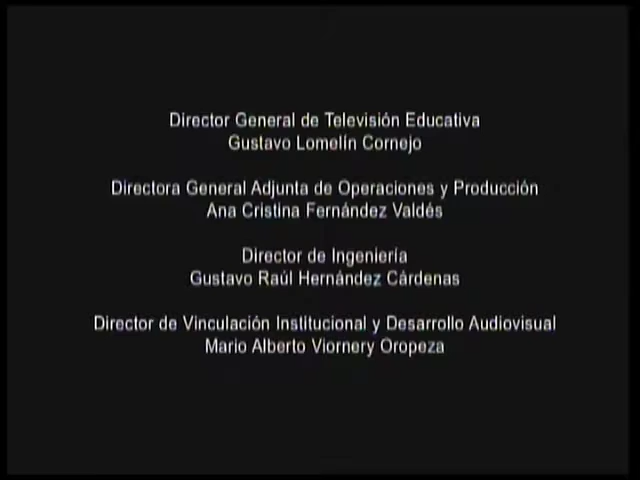 Director General de Televisión Educativa
Gustavo Lomelín Cornejo
Directora General Adjunta de Operaciones y Producción
Ana Cristina Fernández Valdés
Director de Ingeniería
Gustavo Raúl Hernández Cárdenas
Director de Vinculación Institucional y Desarrollo Audiovisual
Mario Alberto Viornery Oropeza